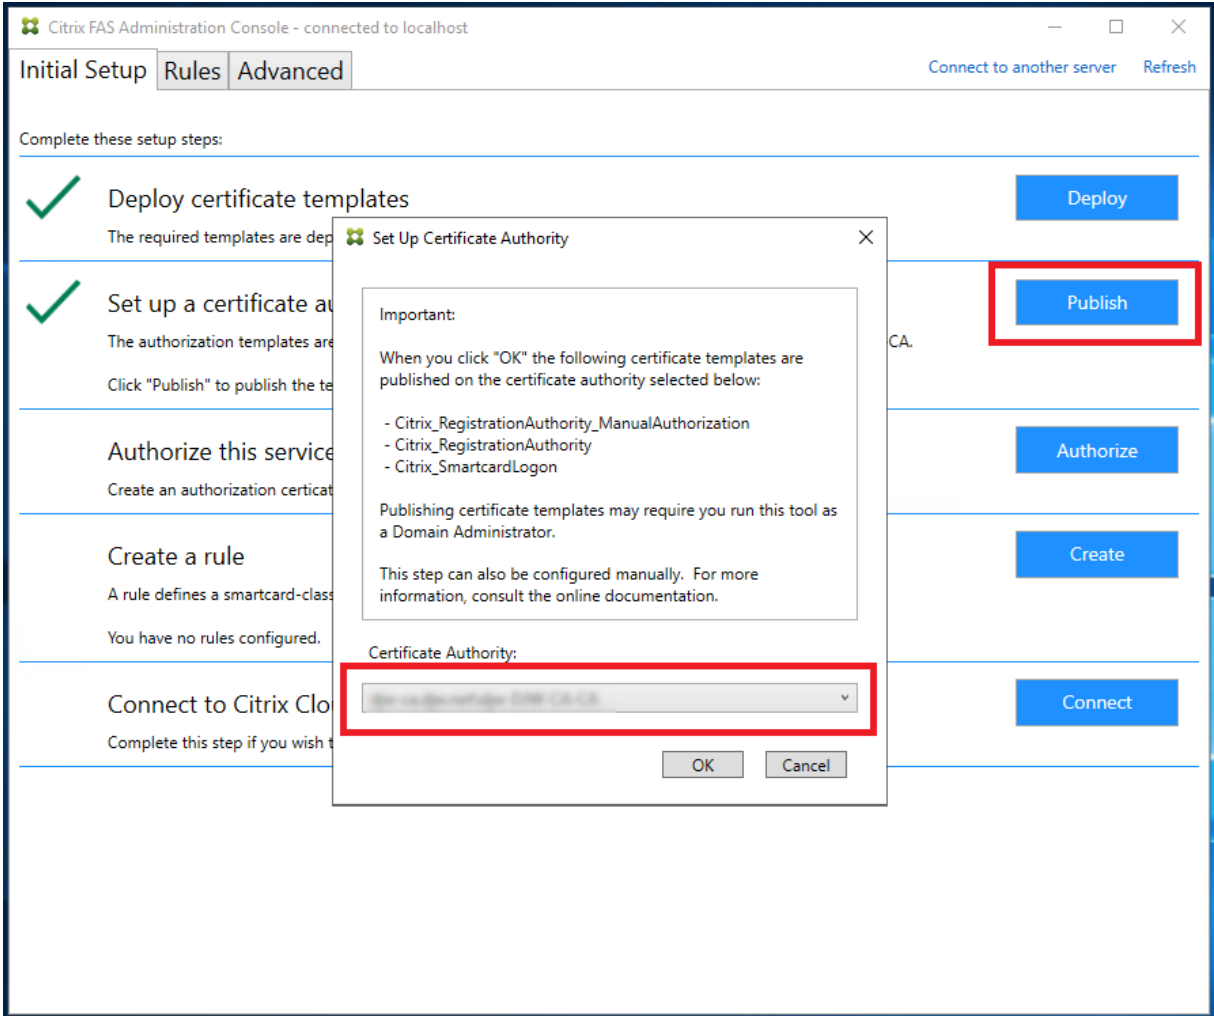 Citrix FAS Administration Console - connected to localhost
Initial Setup Rules Advanced
Connect to another server Refresh
Complete these setup steps:
Deploy certificate templates
Deploy
The required templates are dep
Set Up Certificate Authority
Set up a certificate au
Publish
The authorization templates are
CA.
Click "Publish" to publish the te
Important:
When you click "OK" the following certificate templates are
published on the certificate authority selected below:
- Citrix_RegistrationAuthority_ManualAuthorization
- Citrix_RegistrationAuthority
- Citrix_SmartcardLogon
Publishing certificate templates may require you run this tool as
a Domain Administrator.
This step can also be configured manually. For more
information, consult the online documentation.
Certificate Authority:
OK Cancel
Authorize this service
Authorize
Create an authorization certicat
Create a rule
Create
A rule defines a smartcard-class
You have no rules configured.
Connect to Citrix Clo
Connect
Complete this step if you wish t